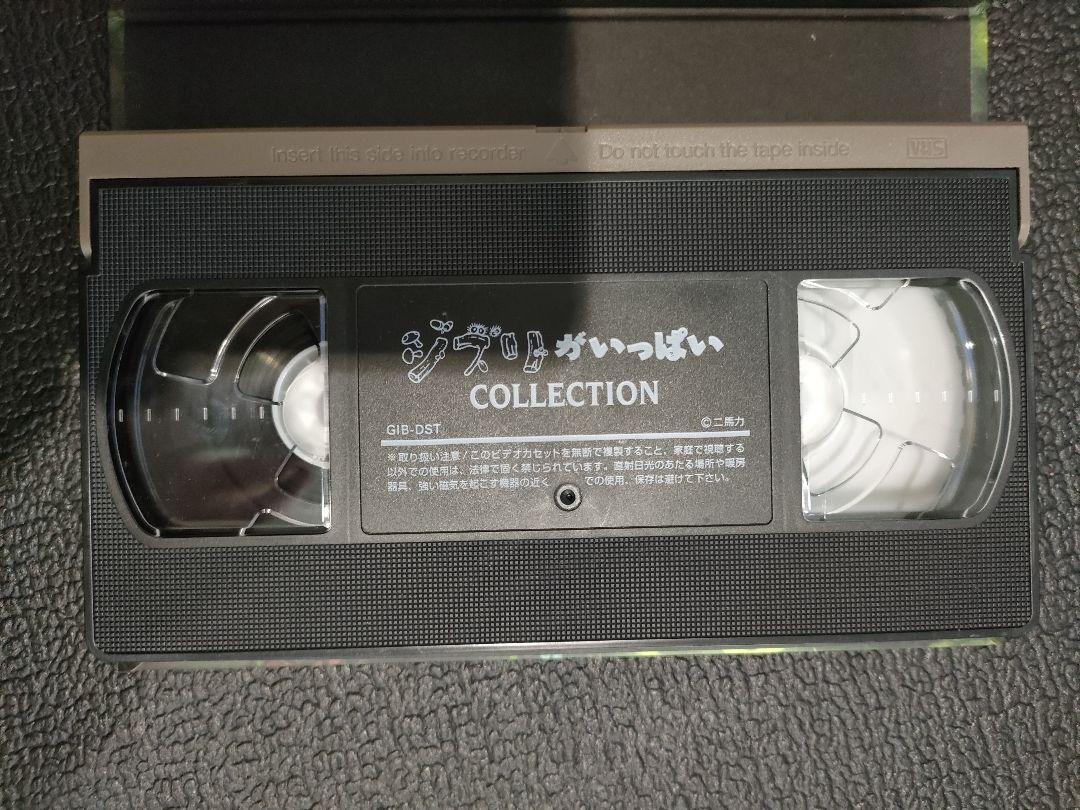 Insert this side into recorder Do not touch the tape inside
ジブリがいっぱい
COLLECTION
GIB-DST ©二馬力
※取り扱い注意/このビデオカセットを無断で複製すること、家庭で視聴する
以外での使用は、法律で固く禁じられています。直射日光のあたる場所や暖房
器具、強い磁気を起こす機器の近く での使用、保存は避けて下さい。